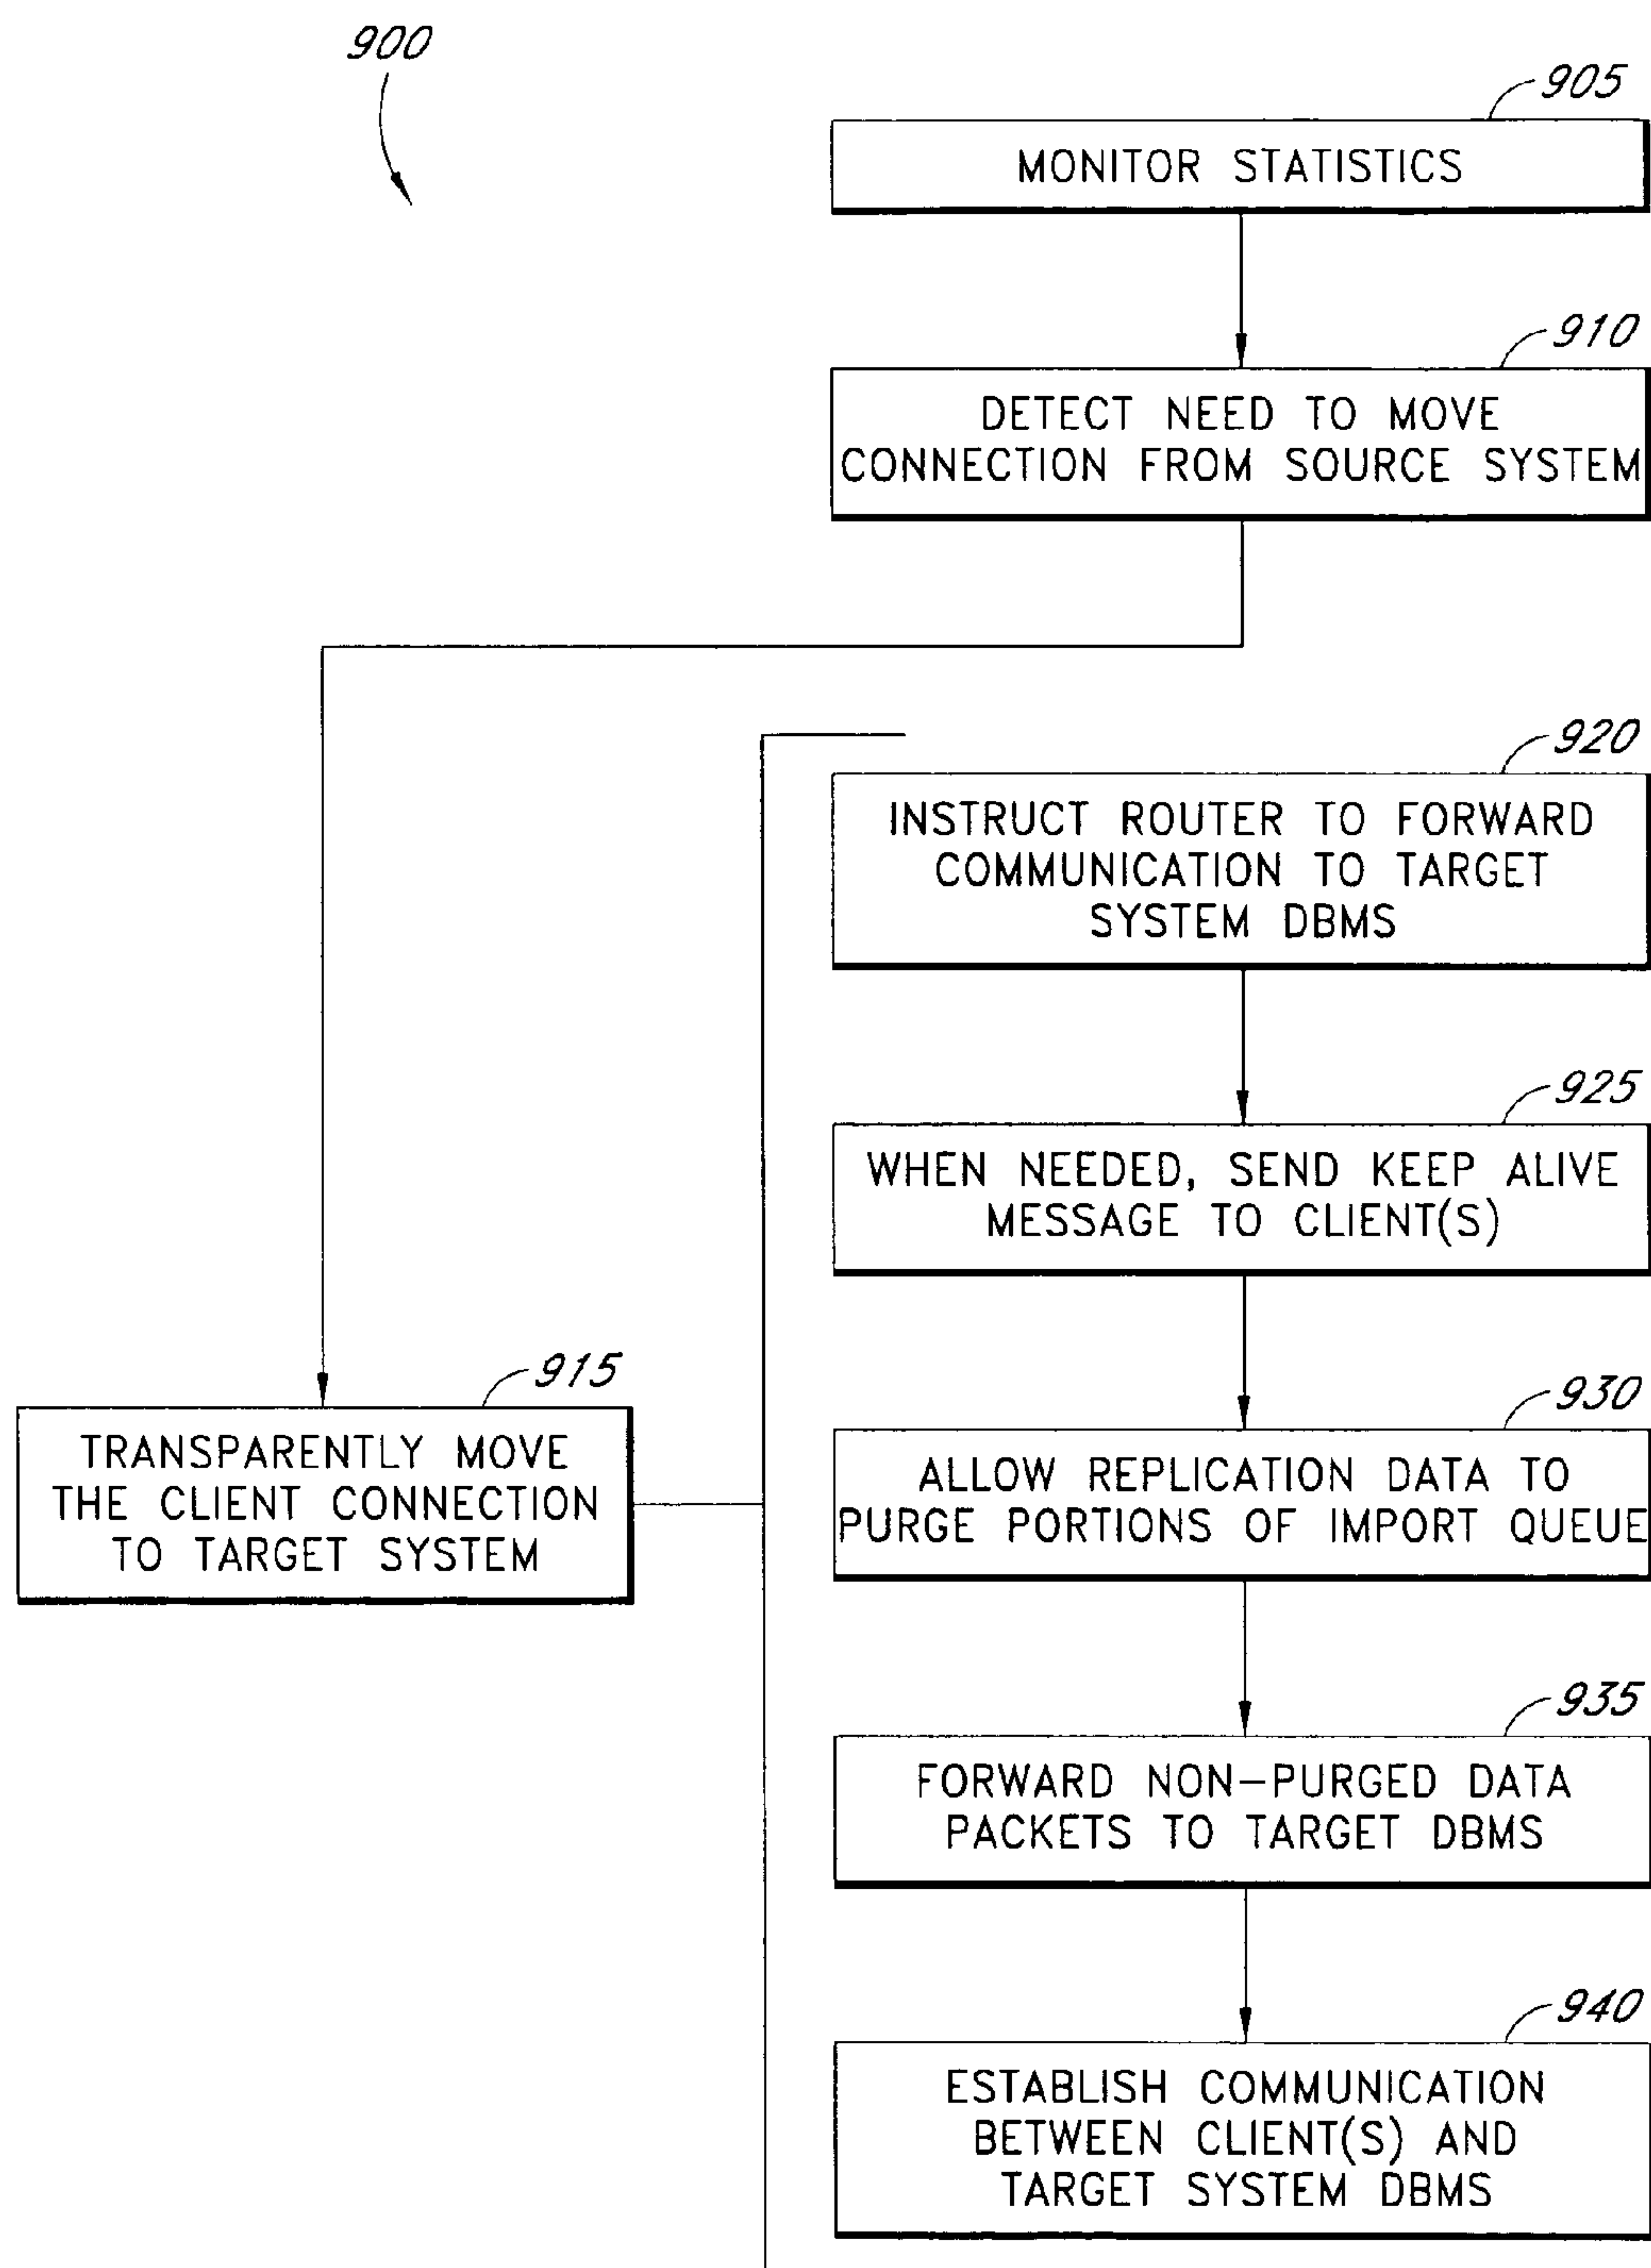 900
905
MONITOR STATISTICS
910
DETECT NEED TO MOVE
CONNECTION FROM SOURCE SYSTEM
920
INSTRUCT ROUTER TO FORWARD
COMMUNICATION TO TARGET
SYSTEM DBMS
925
WHEN NEEDED, SEND KEEP ALIVE
MESSAGE TO CLIENT(S)
915
TRANSPARENTLY MOVE
THE CLIENT CONNECTION
TO TARGET SYSTEM
930
ALLOW REPLICATION DATA TO
PURGE PORTIONS OF IMPORT QUEUE
935
FORWARD NON-PURGED DATA
PACKETS TO TARGET DBMS
940
ESTABLISH COMMUNICATION
BETWEEN CLIENT(S) AND
TARGET SYSTEM DBMS